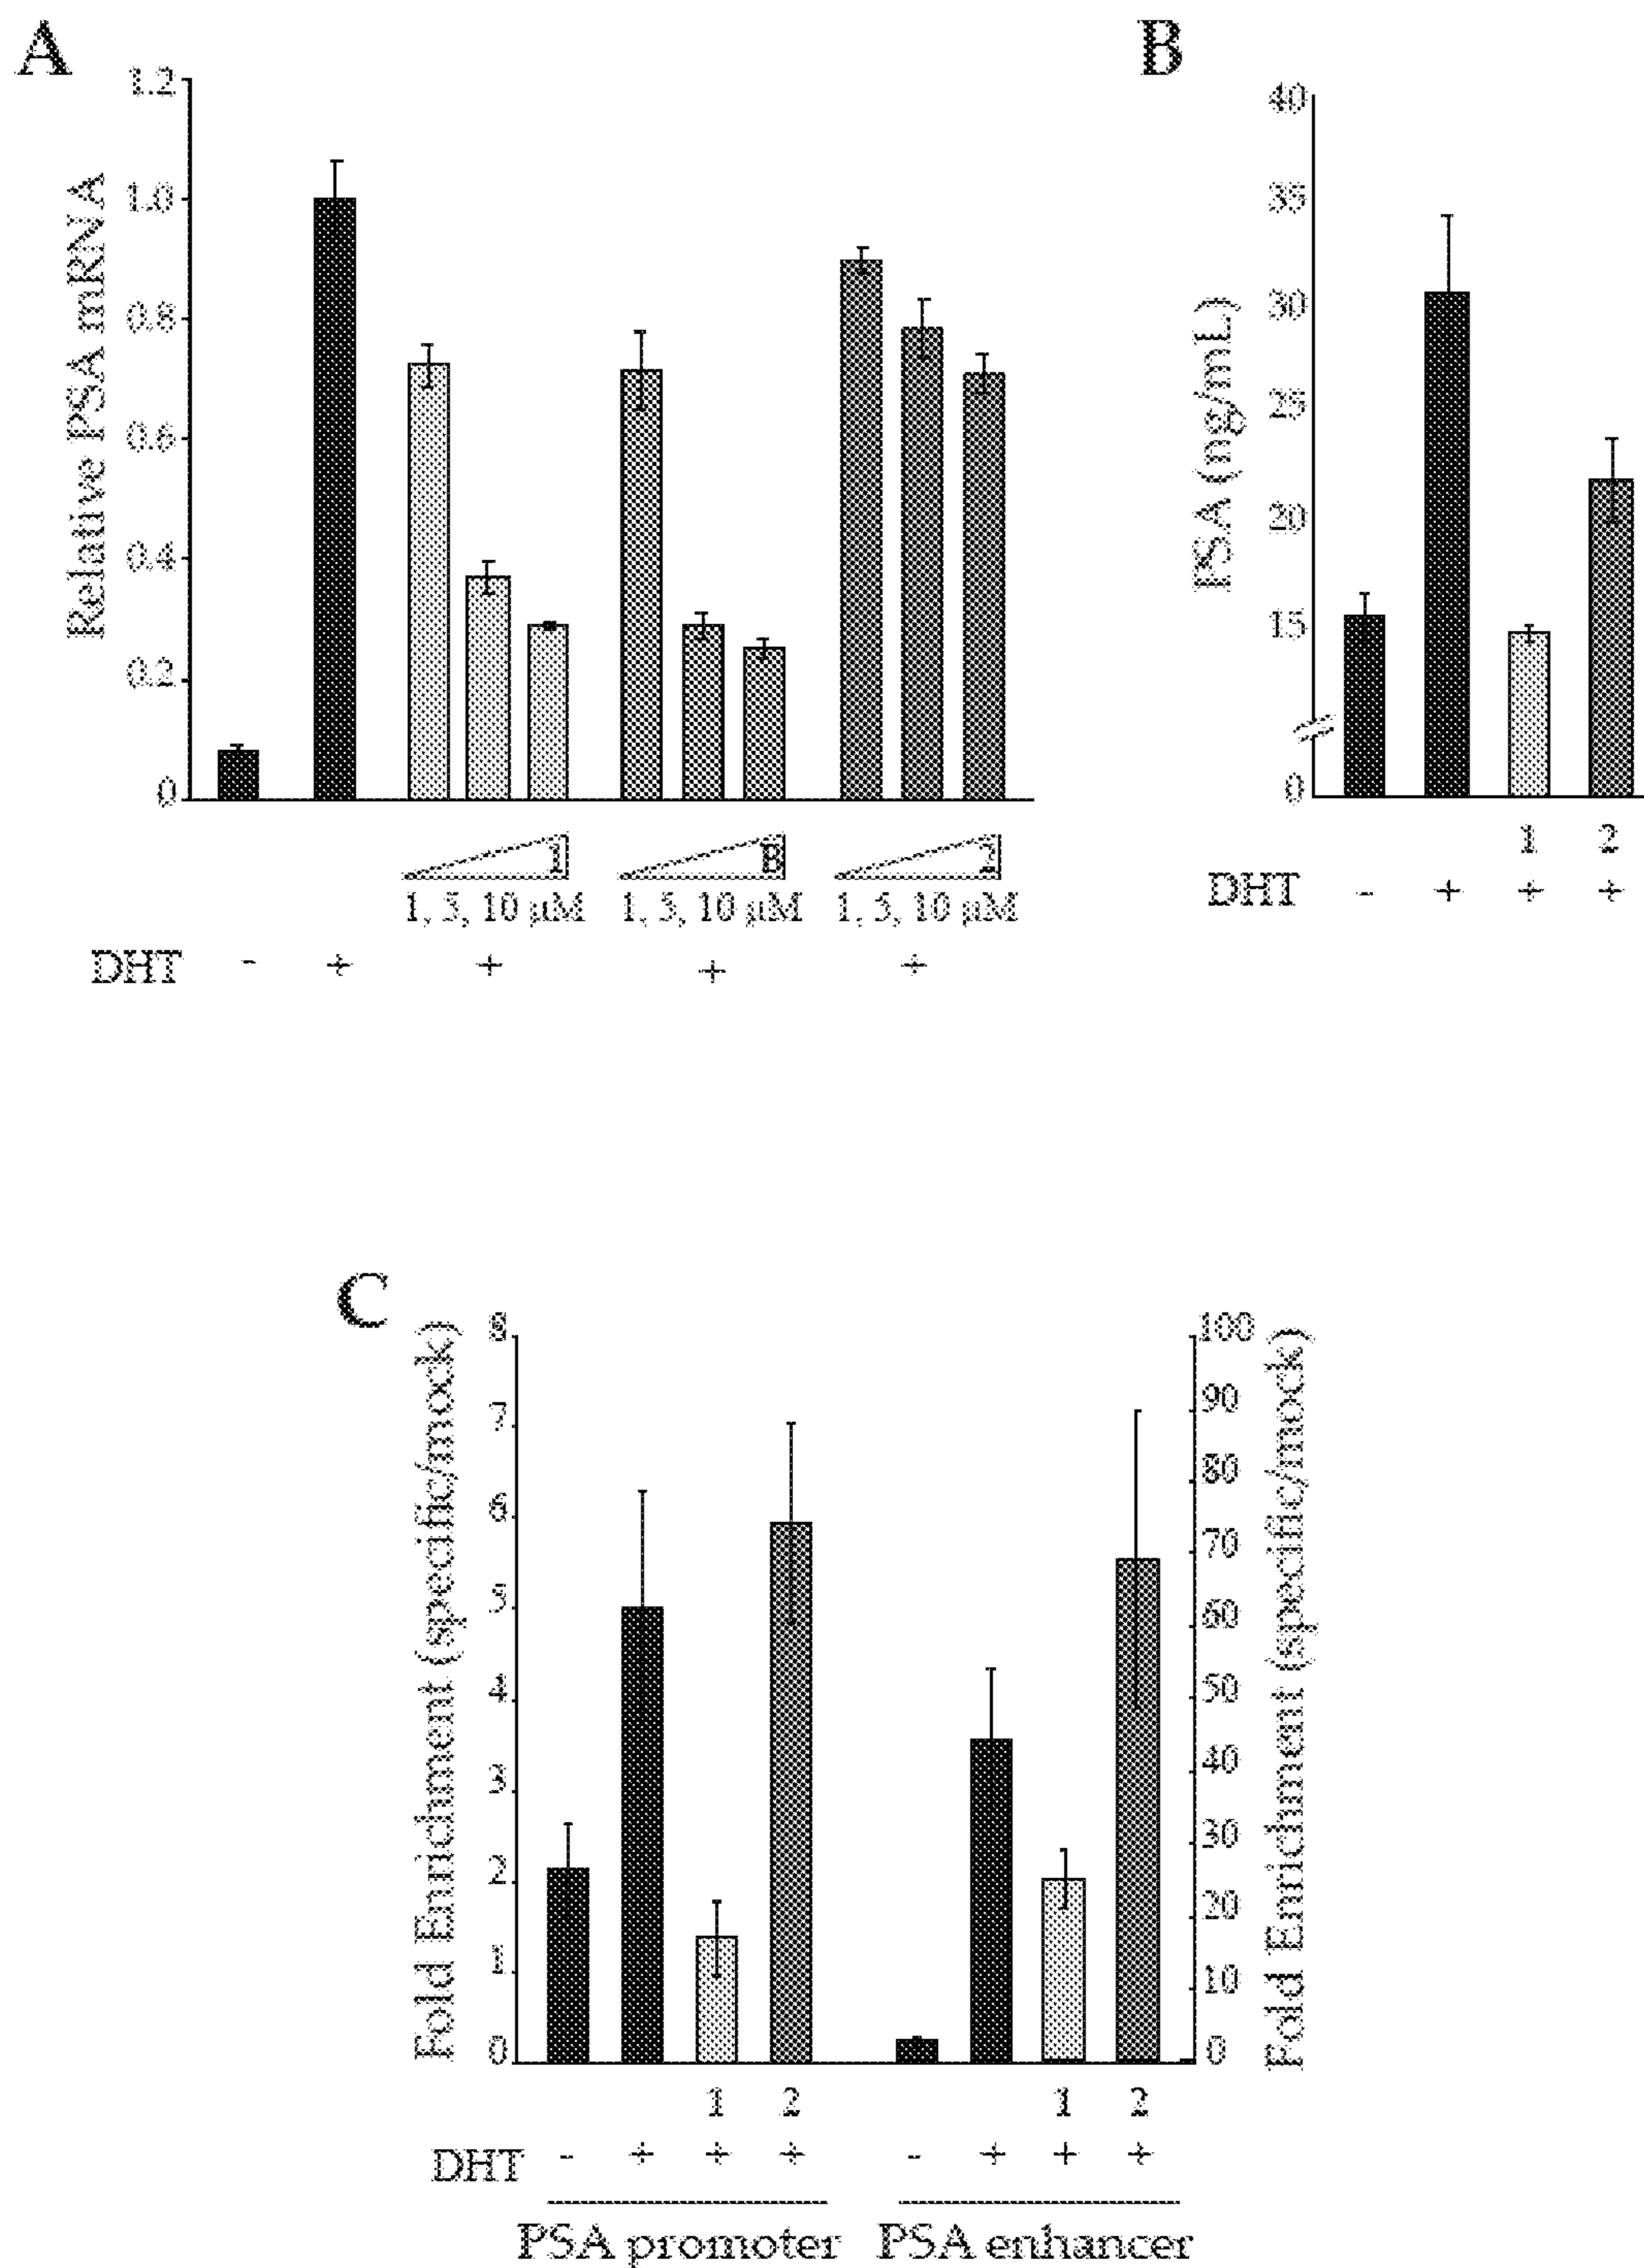 A
Relative PSA mRNA
1.2
1.0
0.8
0.6
0.4
0.2
0
1 B 2
1, 5, 10 µM 1, 5, 10 µM 1, 5, 10 µM
DHT - + + + +
B
PSA (ng/mL)
40
35
30
25
20
15
0
1 2
DHT - + + +
C
Fold Enrichment (specific/mock)
8
7
6
5
4
3
2
1
0
100
90
80
70
60
50
40
30
20
10
0
Fold Enrichment (specific/mock)
1 2 1 2
DHT - + + + - + + +
PSA promoter PSA enhancer